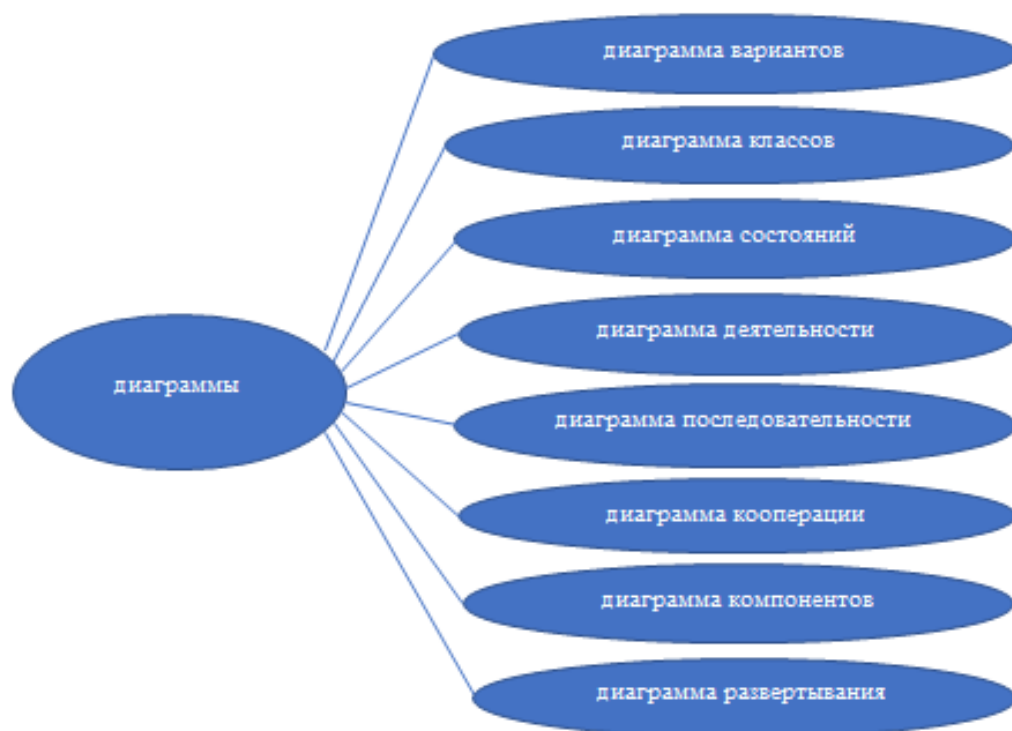 диаграмма вариантов
диаграмма классов
диаграмма состояний
диаграмма деятельности
диаграммы
диаграмма последовательности
диаграмма кооперации
диаграмма компонентов
диаграмма развертывания